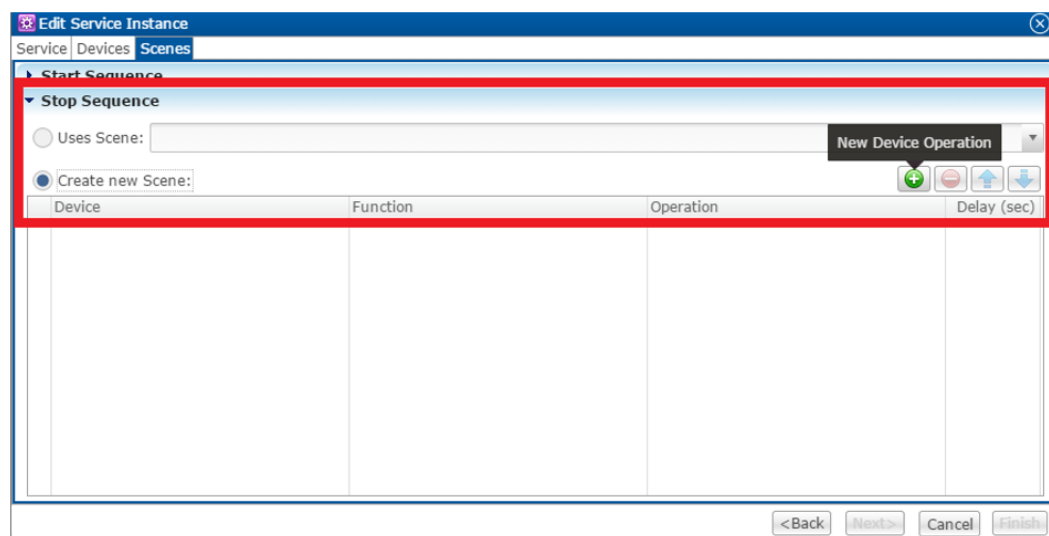 Edit Service Instance
Service Devices Scenes
Start Sequence
Stop Sequence
Uses Scene:
New Device Operation
Create new Scene:
Device Function Operation Delay (sec)
<Back Next> Cancel Finish